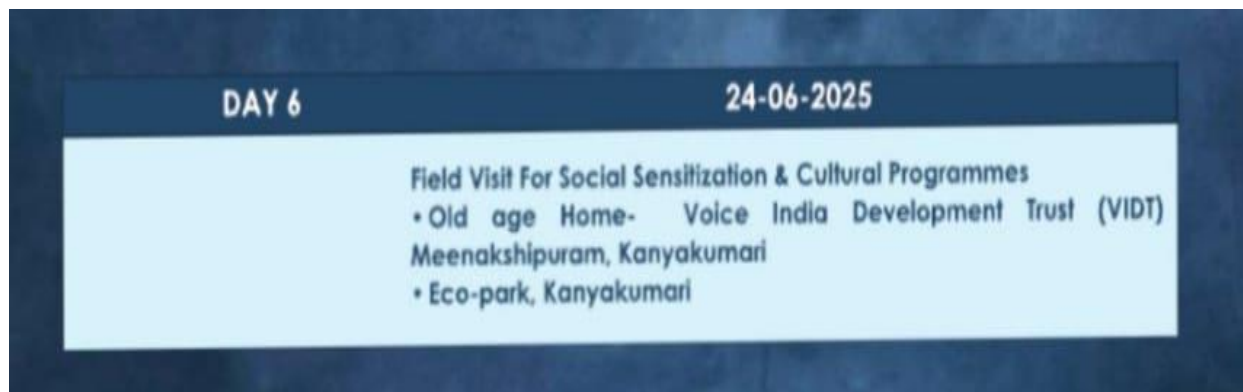 DAY 6 24-06-2025
Field Visit For Social Sensitization & Cultural Programmes
• Old age Home- Voice India Development Trust (VIDT)
Meenakshipuram, Kanyakumari
• Eco-park, Kanyakumari